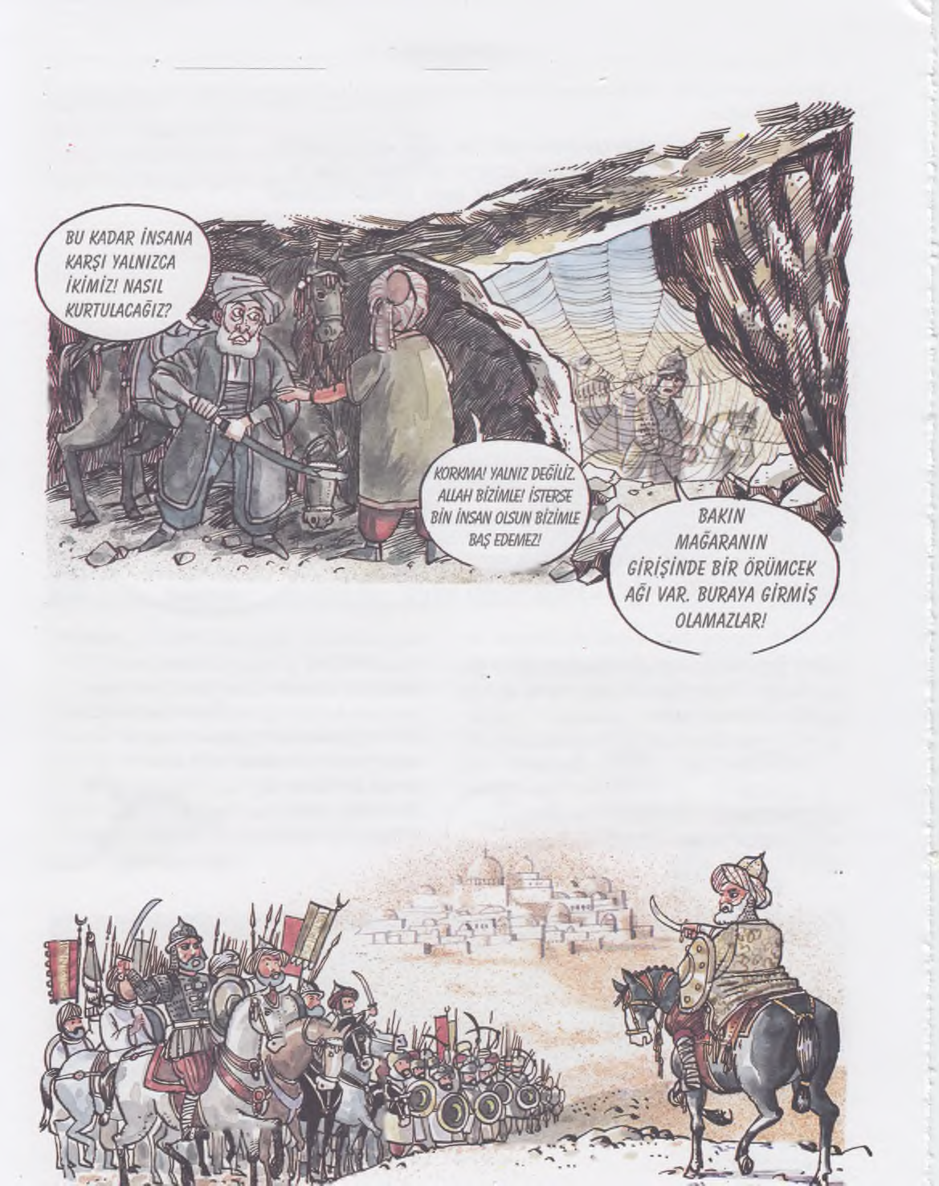 BU KADAR İNSANA
KARŞI YALNIZCA
İKİMİZ! NASIL
KURTULACAĞIZ?
KORKMA! YALNIZ DEĞİLİZ.
ALLAH BİZİMLE! İSTERSE
BİN İNSAN OLSUN BİZİMLE
BAŞ EDEMEZ!
BAKIN
MAĞARANIN
GİRİŞİNDE BİR ÖRÜMCEK
AĞI VAR. BURAYA GİRMİŞ
OLAMAZLAR!